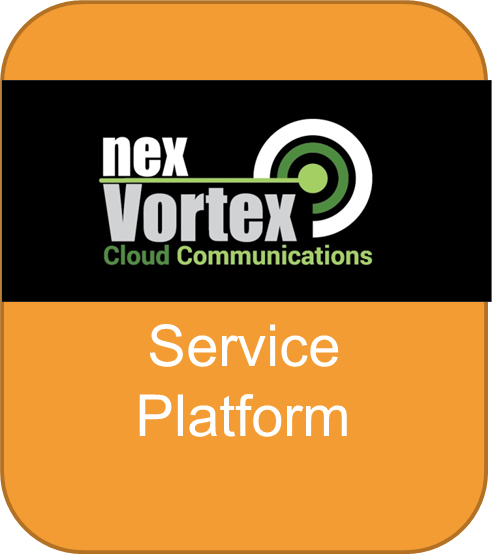 nex
Vortex
Cloud Communications
Service
Platform